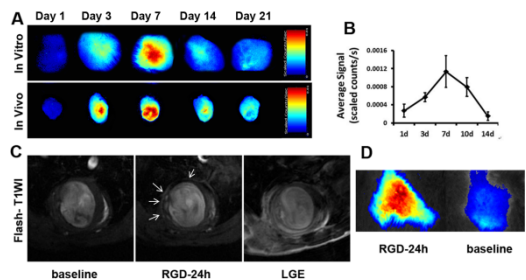 A
Day 1 Day 3 Day 7 Day 14 Day 21
In Vitro
In Vivo
B
Average Signal
(scaled counts/s)
0.0016
0.0012
0.0008
0.0004
0
1d 3d 7d 10d 14d
C
Flash- T1WI
baseline RGD-24h LGE
D
RGD-24h baseline